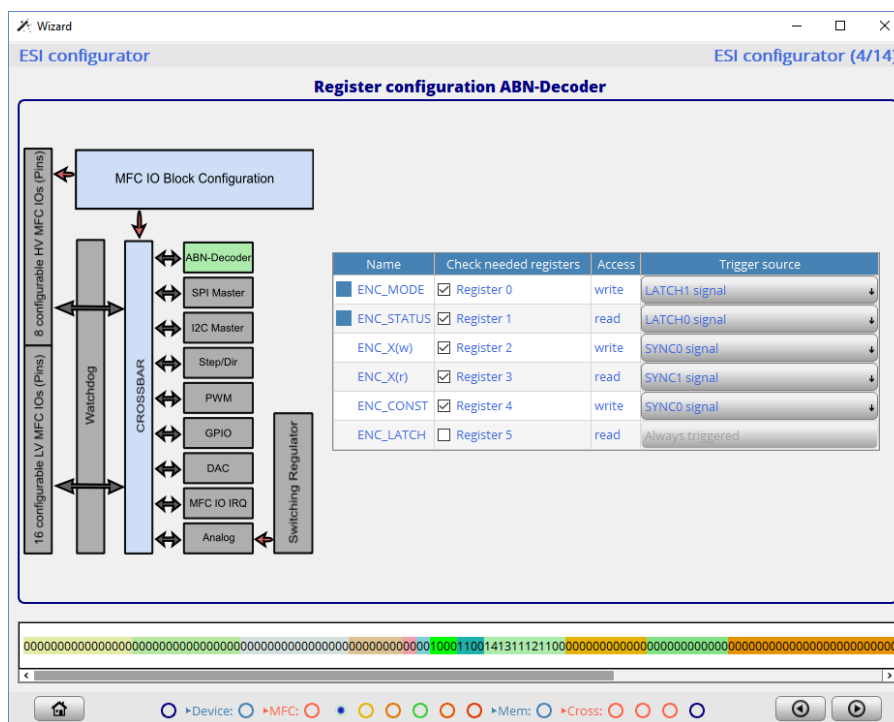 Wizard
ESI configurator
ESI configurator (4/14)
Register configuration ABN-Decoder
8 configurable HV MFC IOs (Pins)
16 configurable LV MFC IOs (Pins)
MFC IO Block Configuration
Watchdog
CROSSBAR
ABN-Decoder
SPI Master
I2C Master
Step/Dir
PWM
GPIO
DAC
MFC IO IRQ
Analog
Switching Regulator
Name Check needed registers Access Trigger source
ENC_MODE Register 0 write LATCH1 signal
ENC_STATUS Register 1 read LATCH0 signal
ENC_X(w) Register 2 write SYNC0 signal
ENC_X(r) Register 3 read SYNC1 signal
ENC_CONST Register 4 write SYNC0 signal
ENC_LATCH Register 5 read Always triggered
Device: MFC: Mem: Cross: